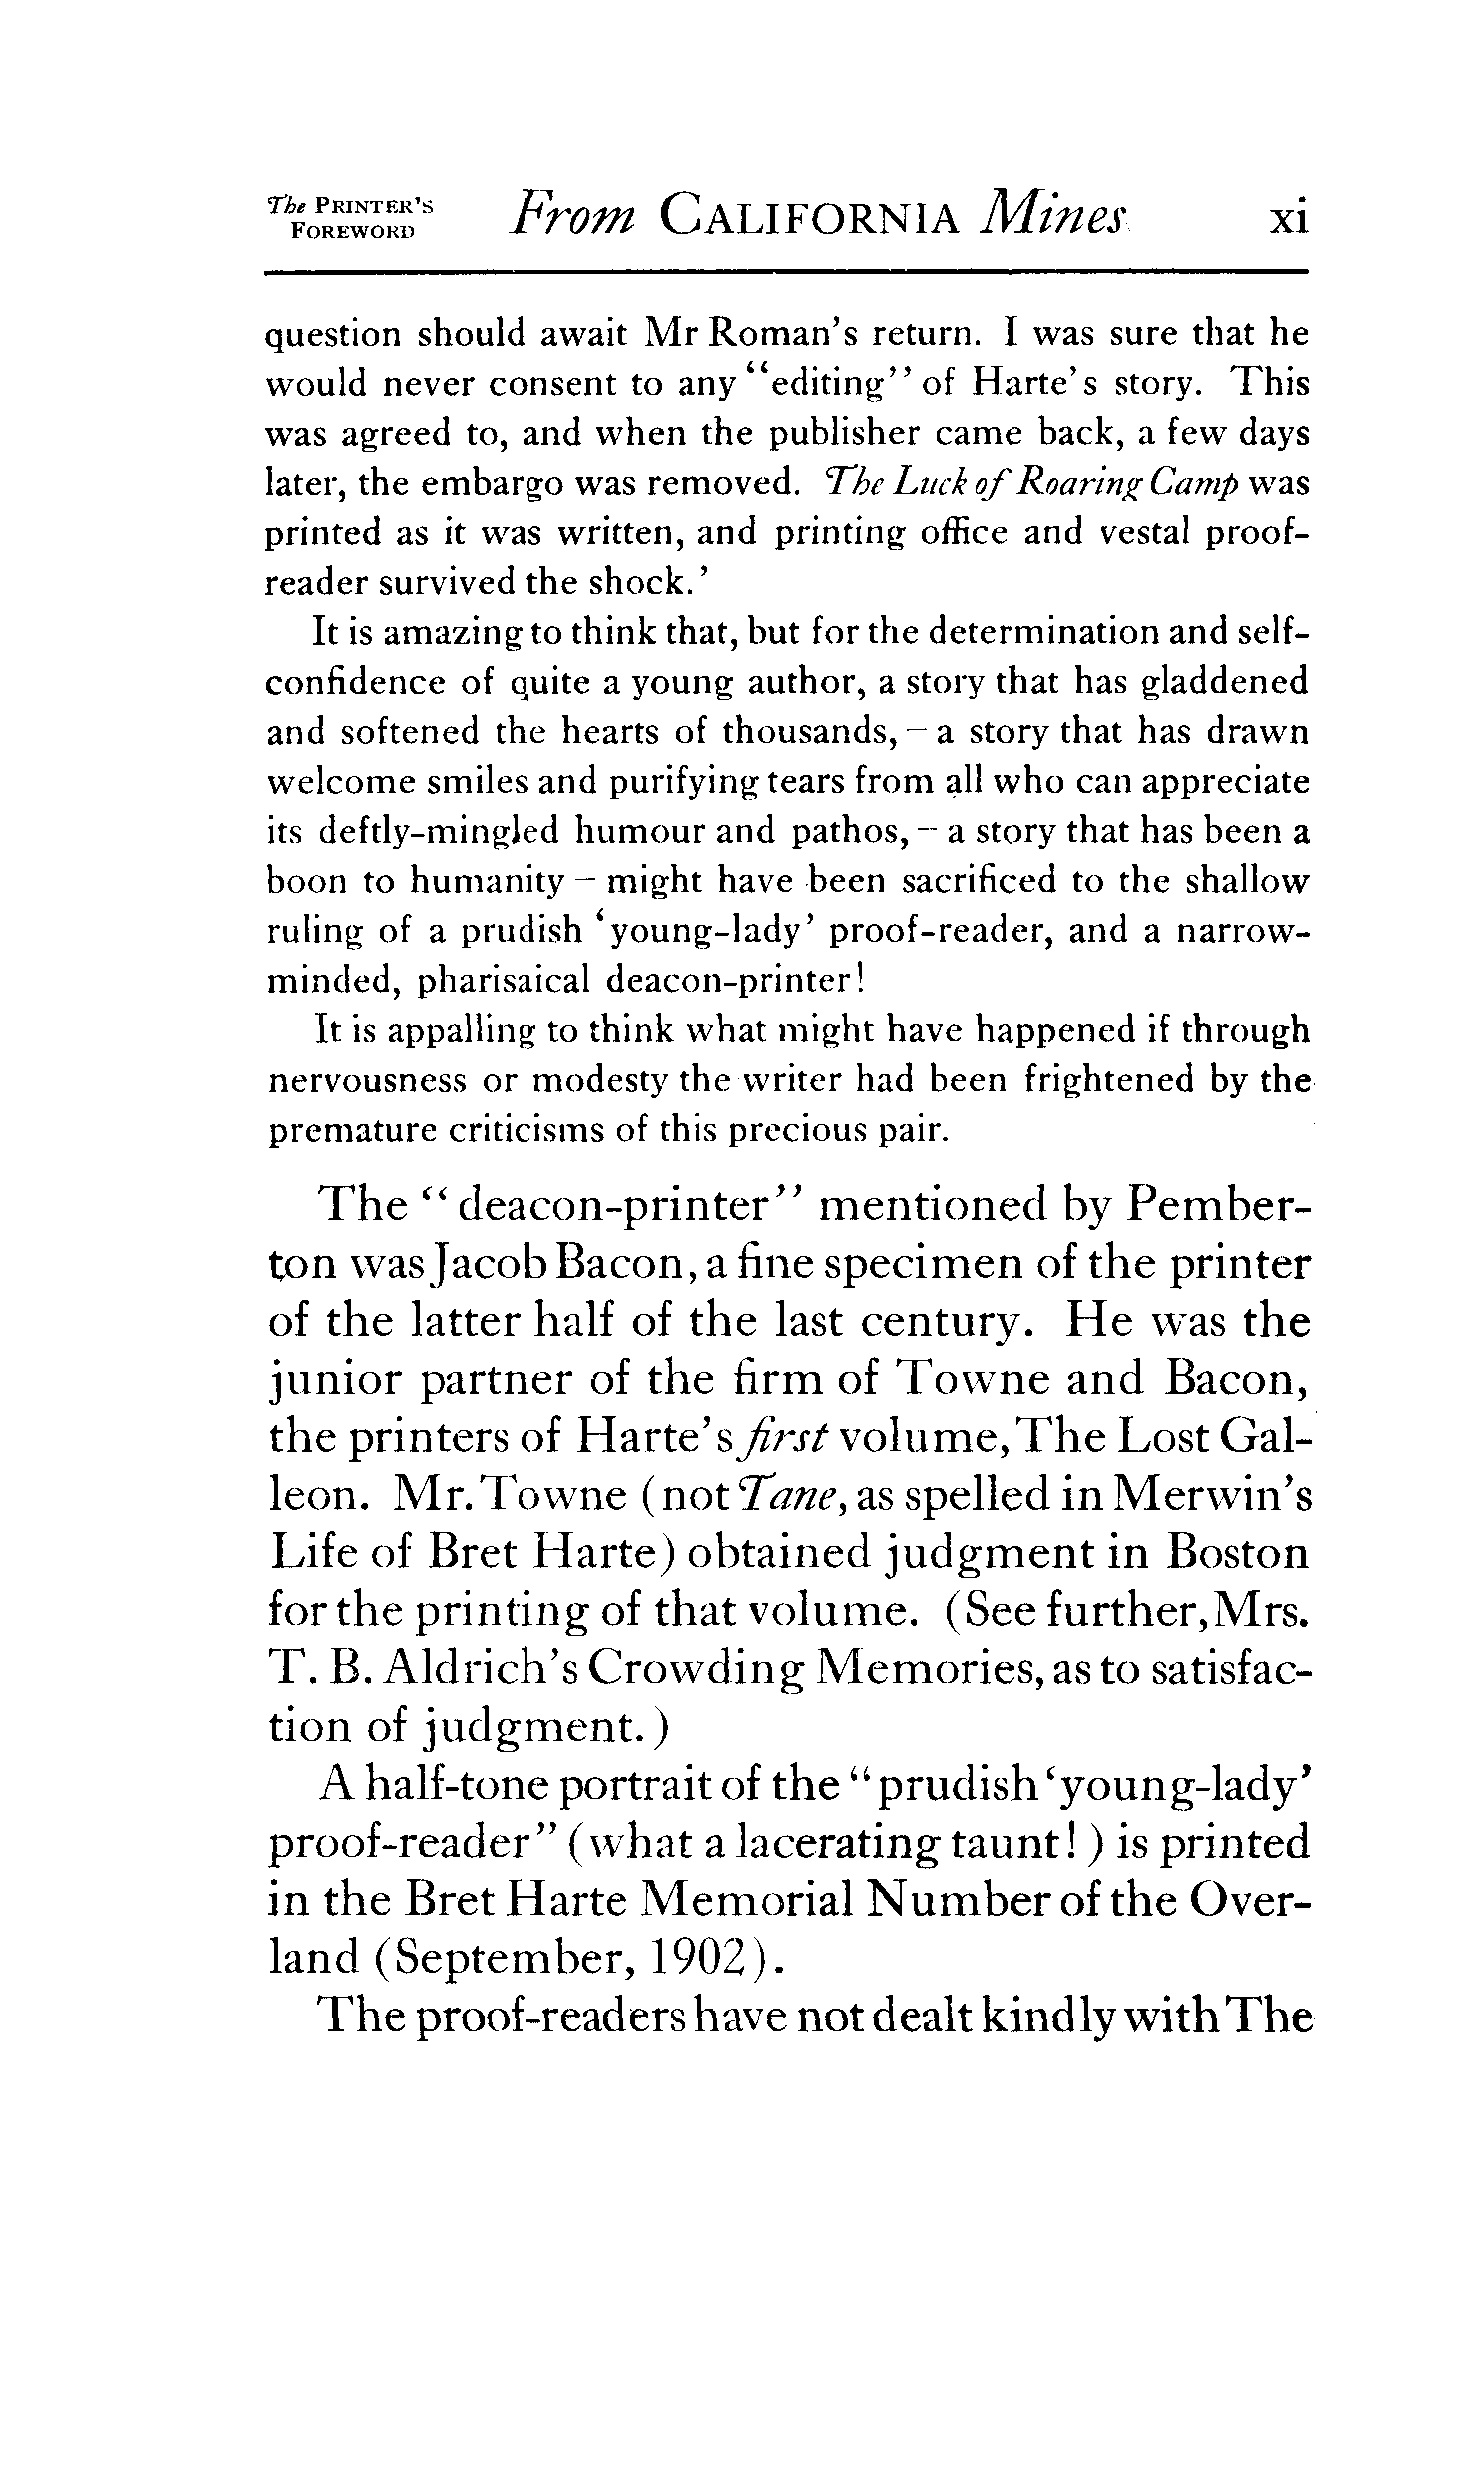 The PRINTER'S
FOREWORD
From CALIFORNIA Mines
xi
question should await Mr Roman's return. I was sure that he
would never consent to any "editing" of Harte's story. This
was agreed to, and when the publisher came back, a few days
later, the embargo was removed. The Luck of Roaring Camp was
printed as it was written, and printing office and vestal proof-
reader survived the shock.'
It is amazing to think that, but for the determination and self-
confidence of quite a young author, a story that has gladdened
and softened the hearts of thousands, – a story that has drawn
welcome smiles and purifying tears from all who can appreciate
its deftly-mingled humour and pathos, – a story that has been a
boon to humanity – might have been sacrificed to the shallow
ruling of a prudish 'young-lady' proof-reader, and a narrow-
minded, pharisaical deacon-printer!
It is appalling to think what might have happened if through
nervousness or modesty the writer had been frightened by the
premature criticisms of this precious pair.
The "deacon-printer" mentioned by Pember-
ton was Jacob Bacon, a fine specimen of the printer
of the latter half of the last century. He was the
junior partner of the firm of Towne and Bacon,
the printers of Harte's first volume, The Lost Gal-
leon. Mr. Towne (not Tane, as spelled in Merwin's
Life of Bret Harte) obtained judgment in Boston
for the printing of that volume. (See further, Mrs.
T. B. Aldrich's Crowding Memories, as to satisfac-
tion of judgment.)
A half-tone portrait of the "prudish 'young-lady'
proof-reader" (what a lacerating taunt!) is printed
in the Bret Harte Memorial Number of the Over-
land (September, 1902).
The proof-readers have not dealt kindly with The